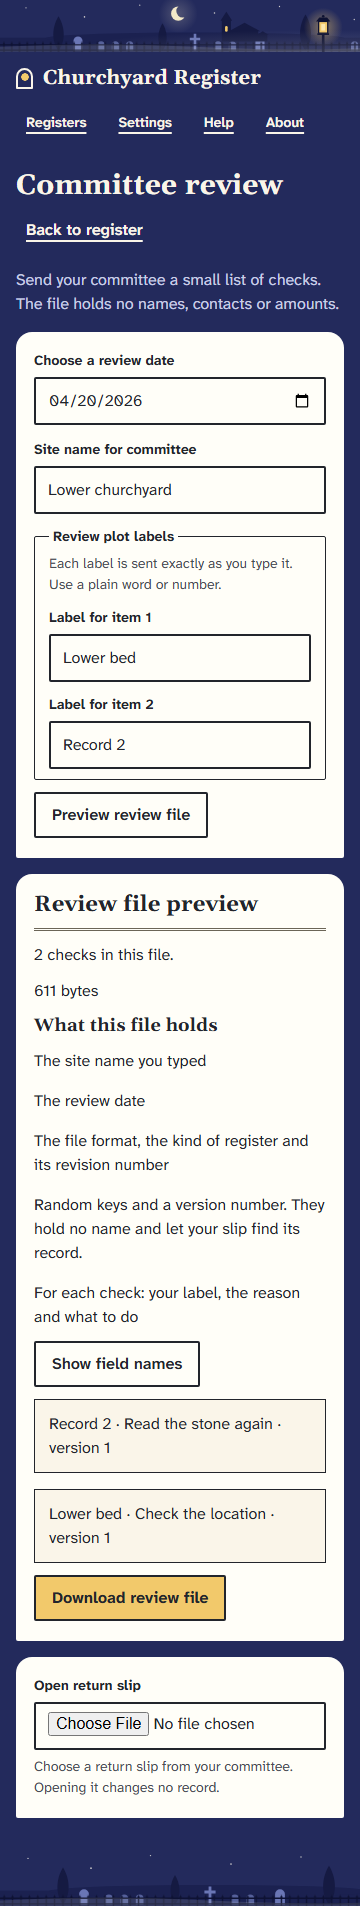 Churchyard Register
Registers Settings Help About
Committee review
Back to register
Send your committee a small list of checks.
The file holds no names, contacts or amounts.
Choose a review date
04/20/2026
Site name for committee
Lower churchyard
Review plot labels
Each label is sent exactly as you type it.
Use a plain word or number.
Label for item 1
Lower bed
Label for item 2
Record 2
Preview review file
Review file preview
2 checks in this file.
611 bytes
What this file holds
The site name you typed
The review date
The file format, the kind of register and
its revision number
Random keys and a version number. They
hold no name and let your slip find its
record.
For each check: your label, the reason
and what to do
Show field names
Record 2 · Read the stone again ·
version 1
Lower bed · Check the location ·
version 1
Download review file
Open return slip
Choose File No file chosen
Choose a return slip from your committee.
Opening it changes no record.